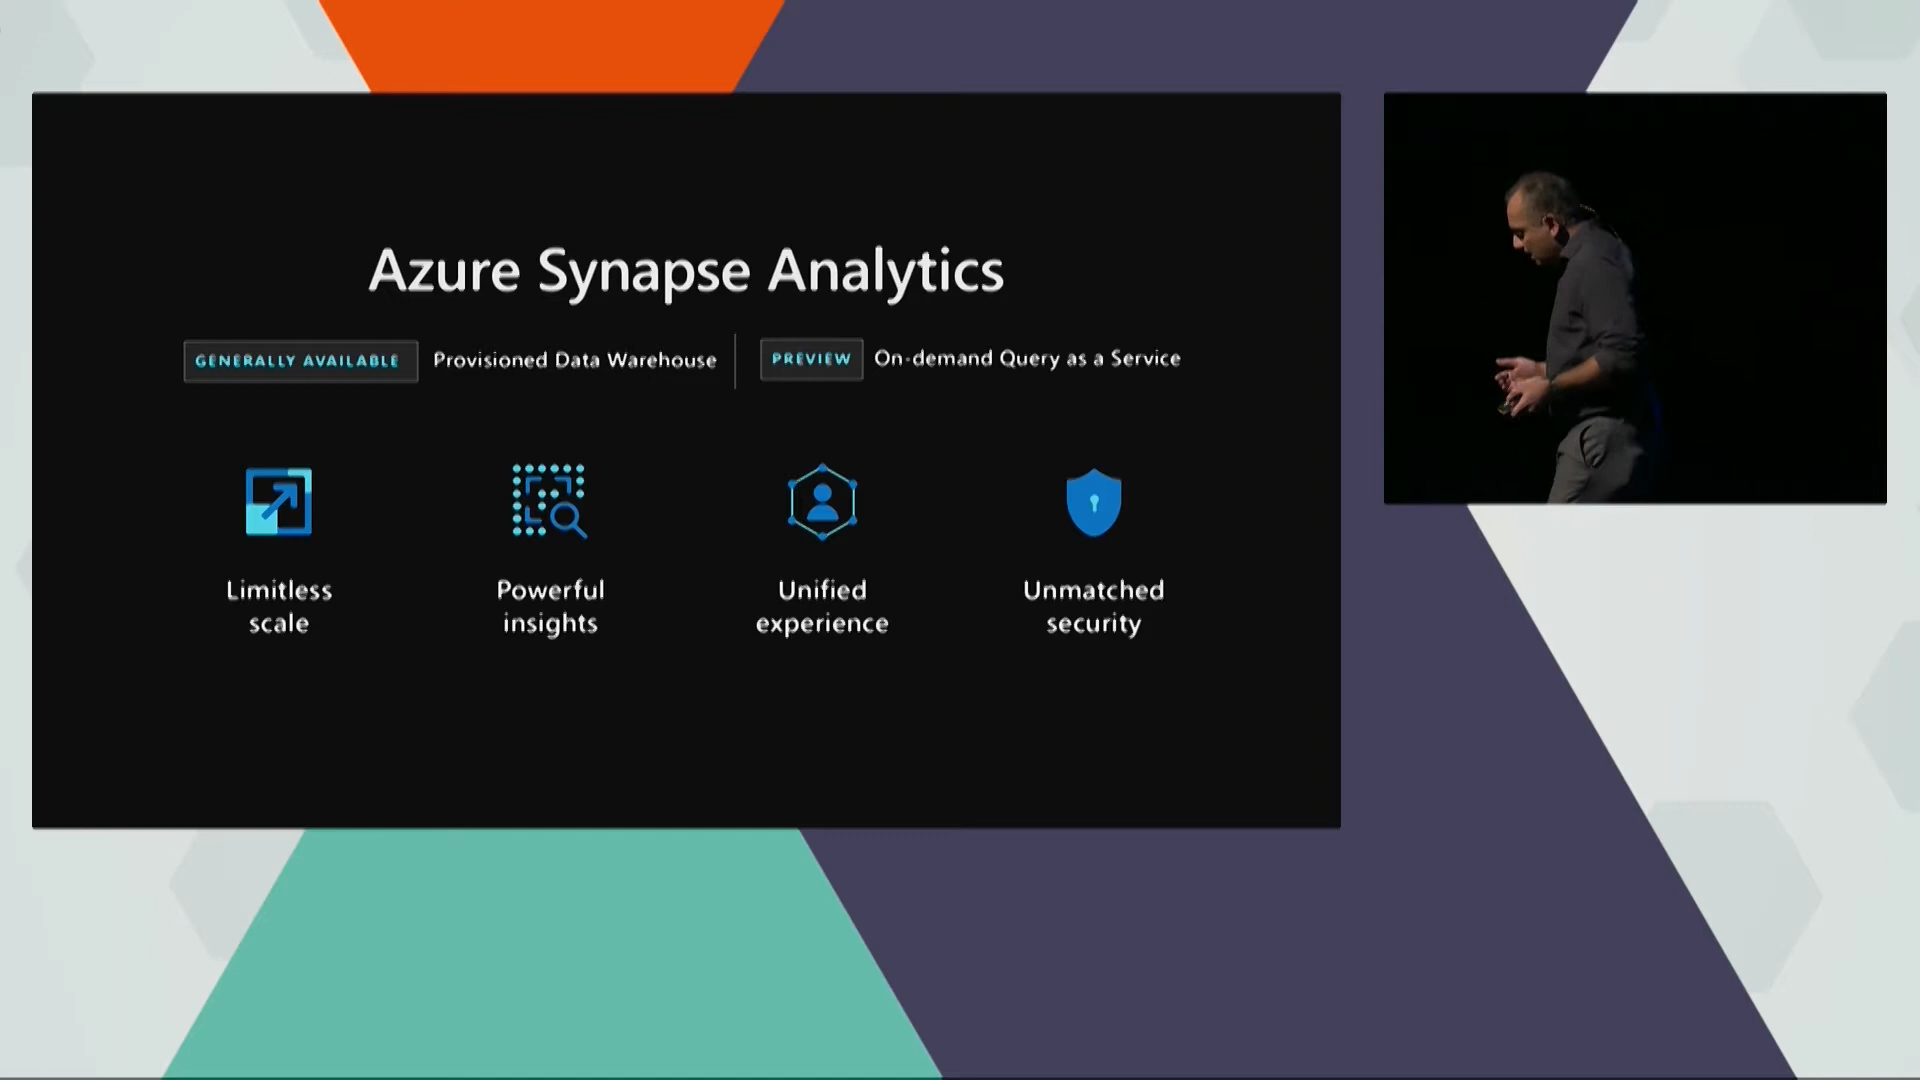 Azure Synapse Analytics
GENERALLY AVAILABLE Provisioned Data Warehouse PREVIEW On-demand Query as a Service
Limitless
scale
Powerful
insights
Unified
experience
Unmatched
security